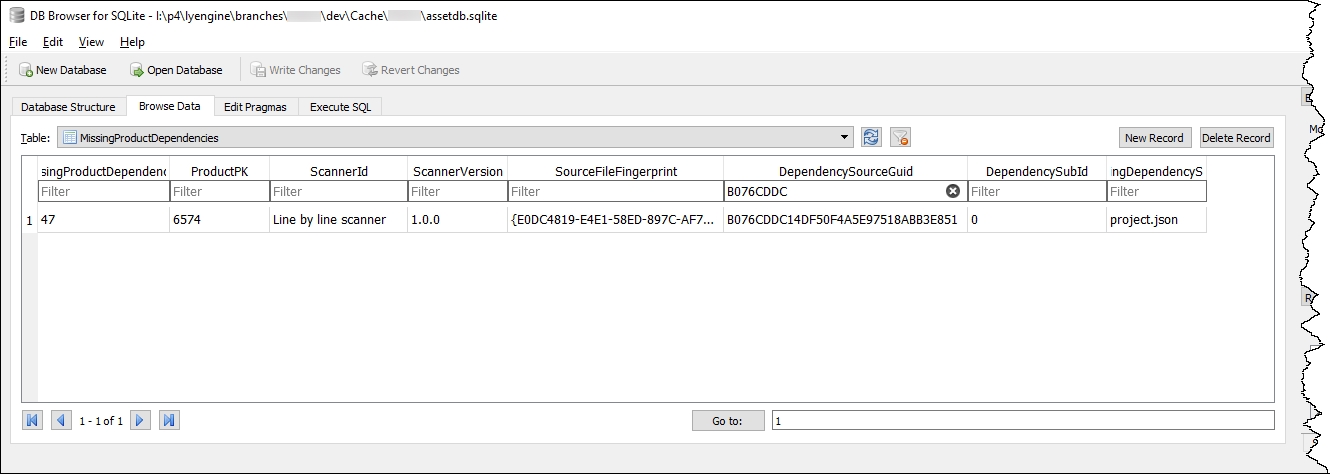 DB Browser for SQLite - I:\p4\lyengine\branches\ \dev\Cache\ \assetdb.sqlite
File Edit View Help
New Database Open Database Write Changes Revert Changes
Database Structure Browse Data Edit Pragmas Execute SQL
Table: MissingProductDependencies New Record Delete Record
singProductDependenc ProductPK ScannerId ScannerVersion SourceFileFingerprint DependencySourceGuid DependencySubId ngDependencyS
Filter Filter Filter Filter Filter B076CDDC Filter Filter
1 47 6574 Line by line scanner 1.0.0 {E0DC4819-E4E1-58ED-897C-AF7... B076CDDC14DF50F4A5E97518ABB3E851 0 project.json
1 - 1 of 1 Go to: 1